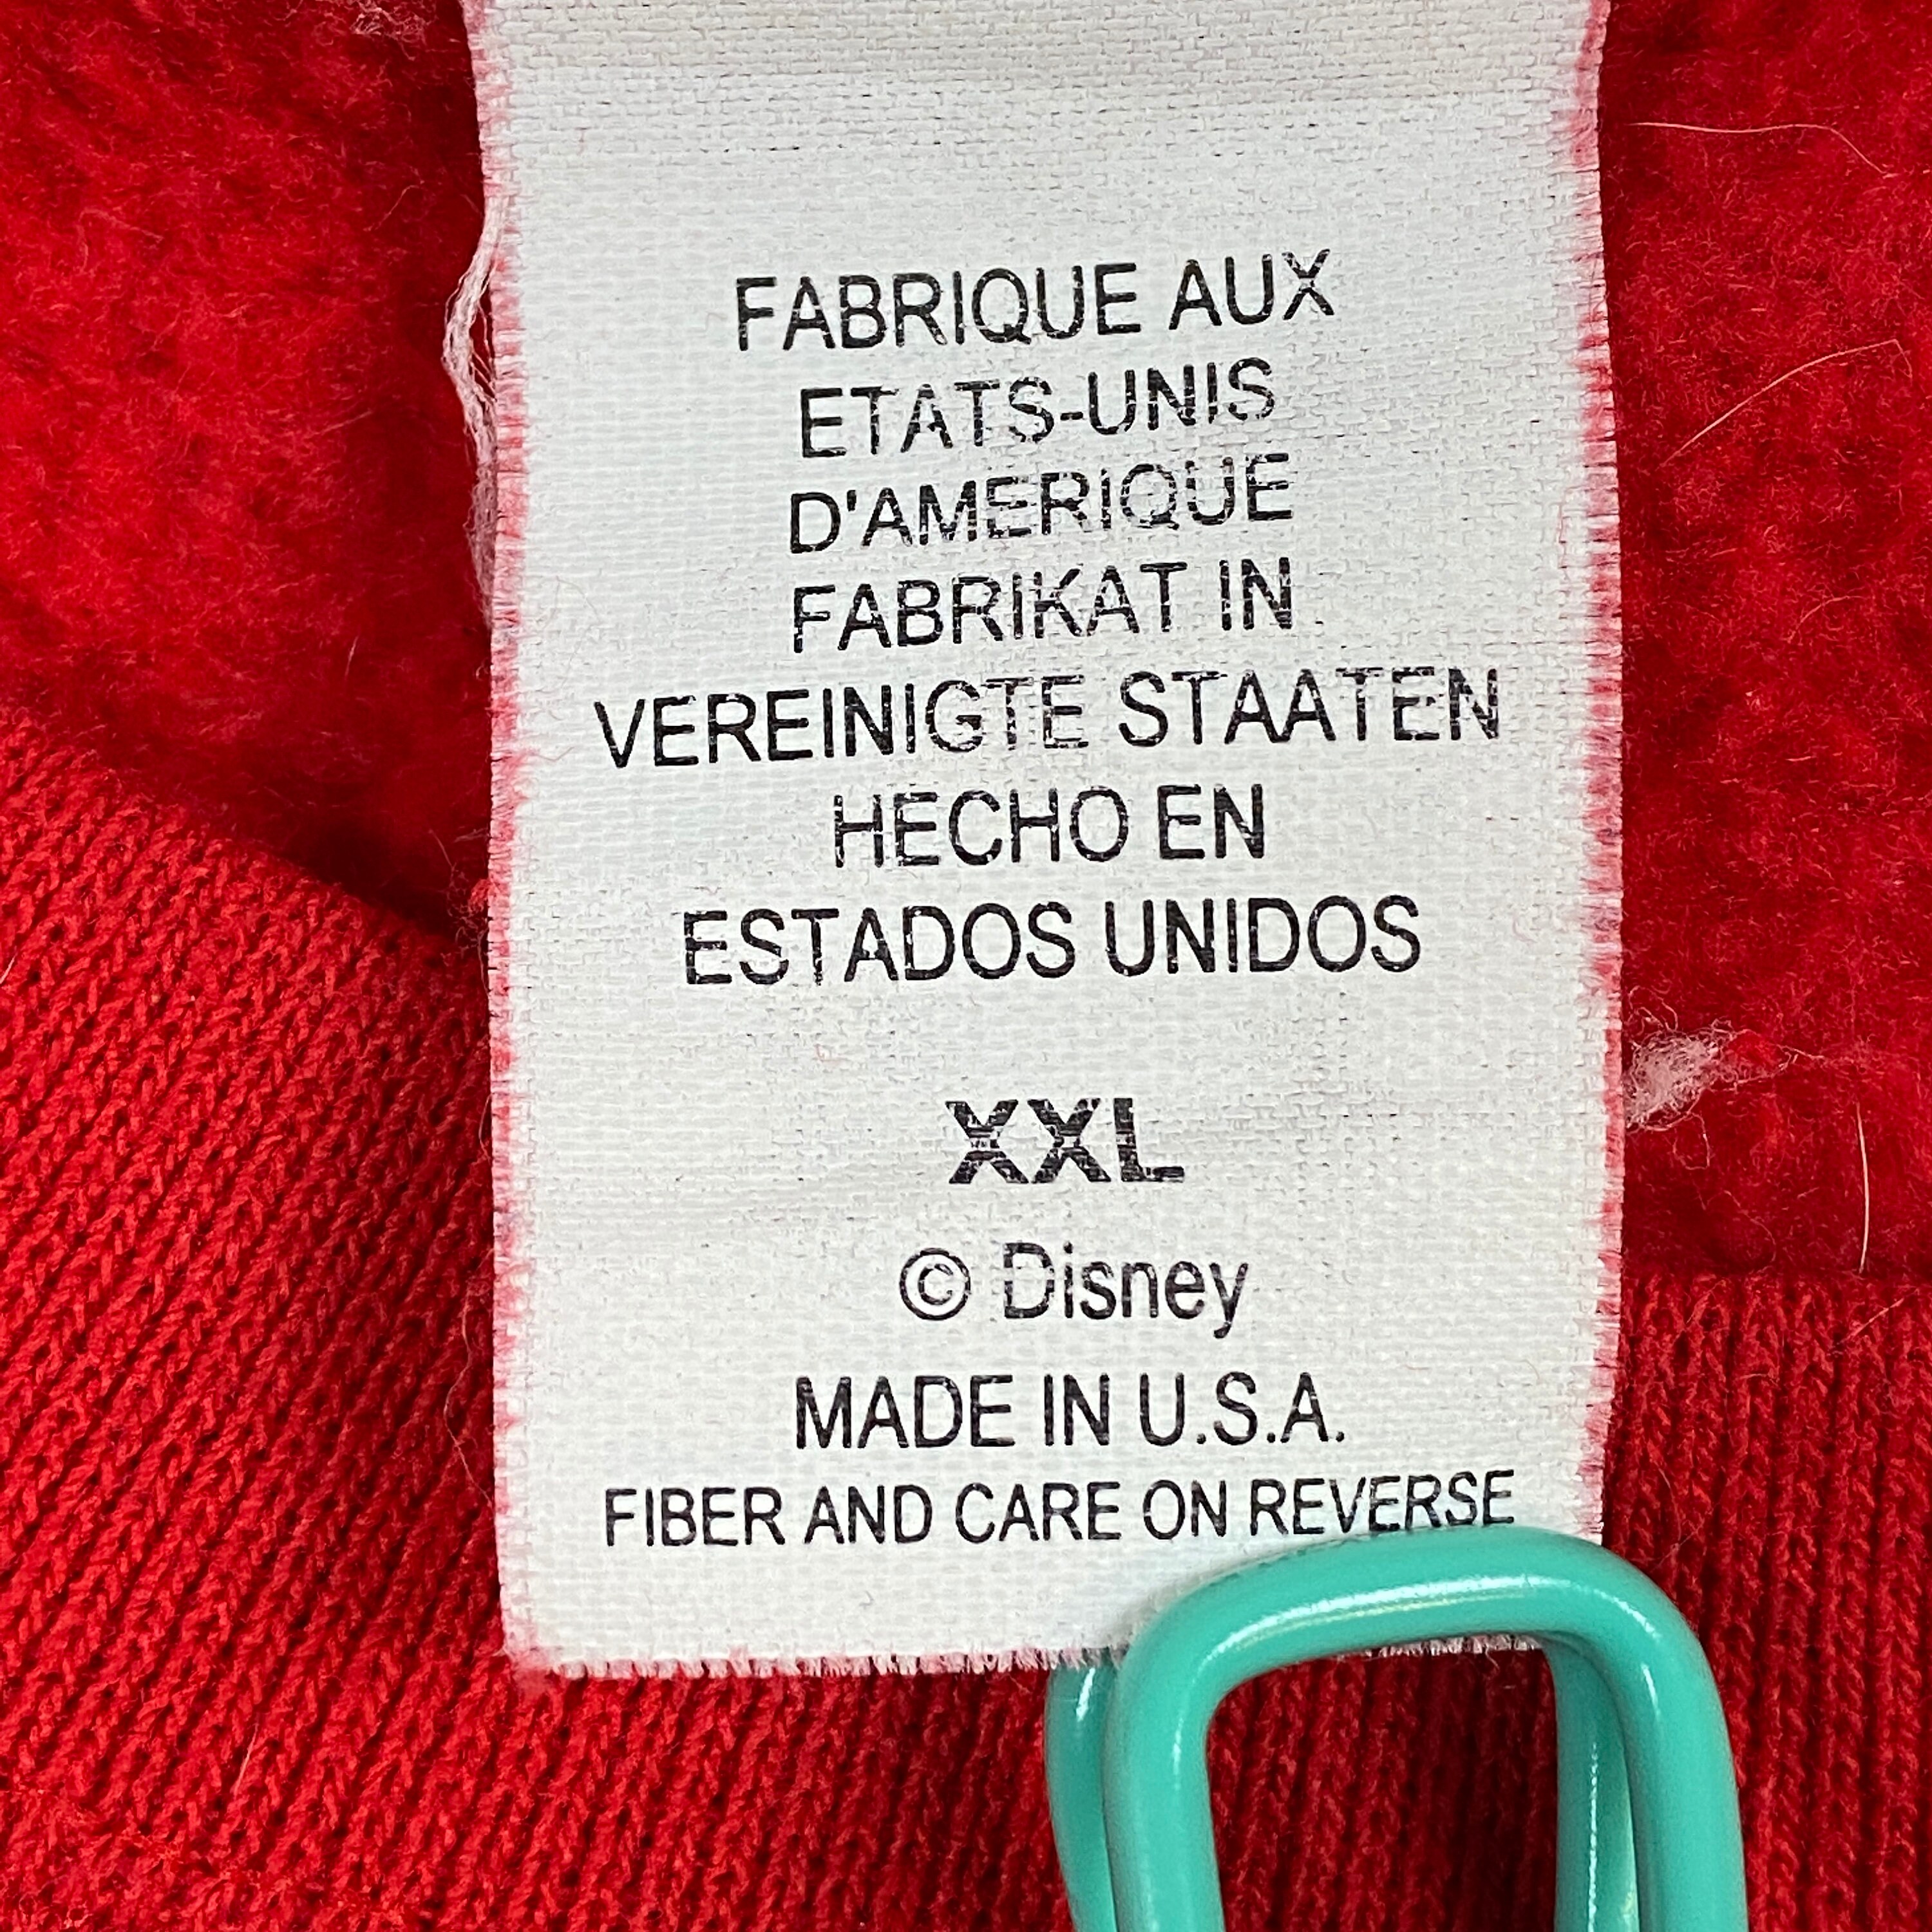 FABRIQUE AUX
ETATS-UNIS
D'AMERIQUE
FABRIKAT IN
VEREINIGTE STAATEN
HECHO EN
ESTADOS UNIDOS
XXL
© Disney
MADE IN U.S.A.
FIBER AND CARE ON REVERSE